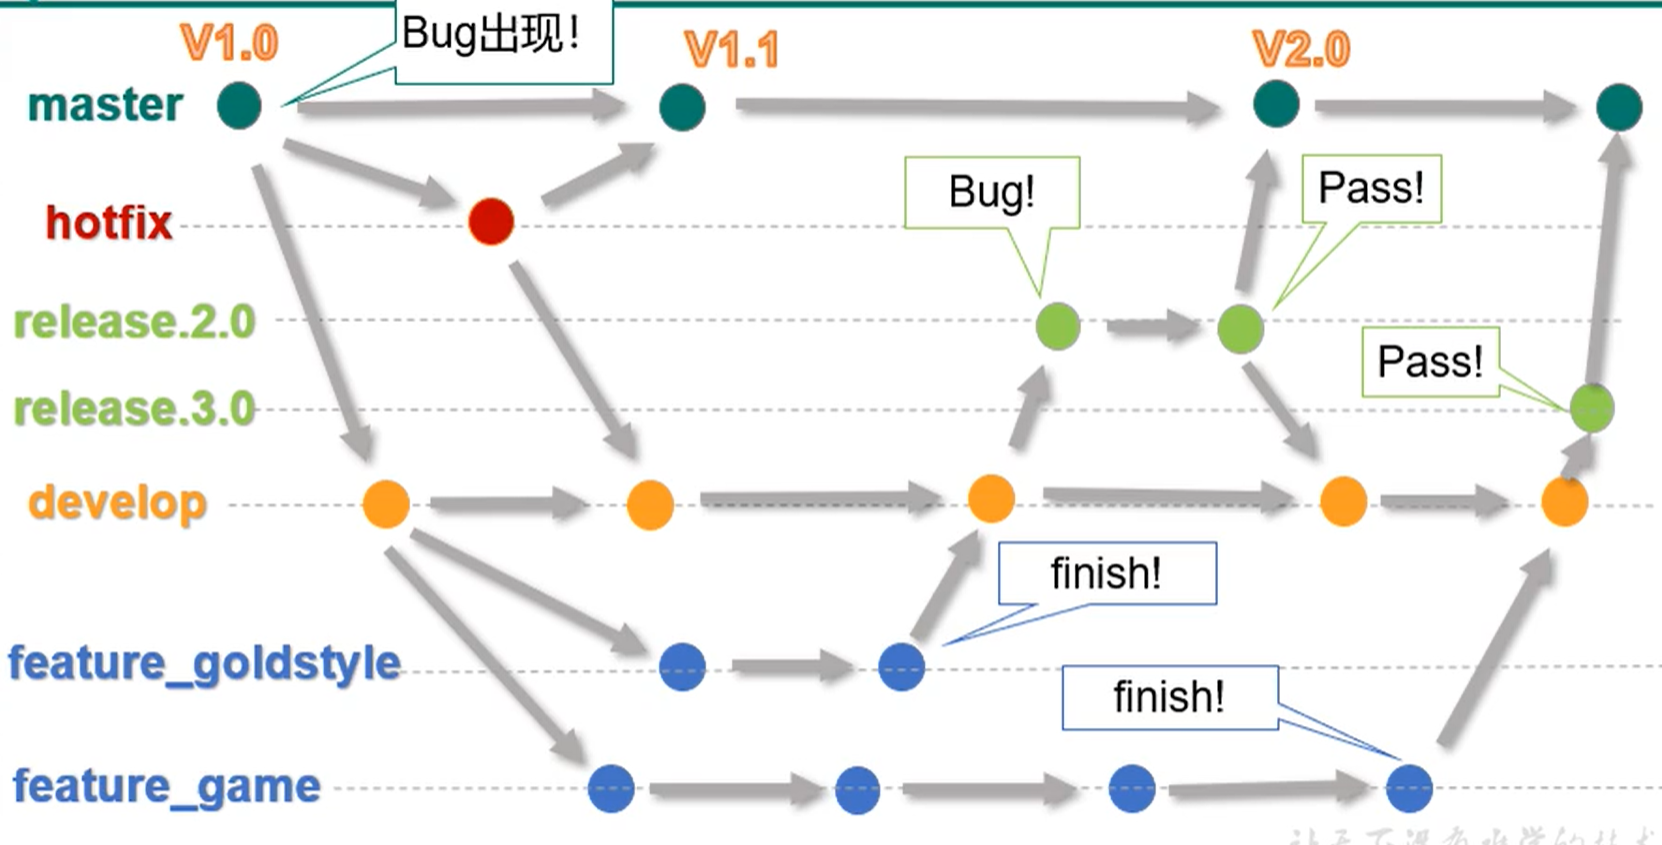 V1.0
Bug出现！
V1.1
V2.0
master
Bug!
Pass!
hotfix
release.2.0
Pass!
release.3.0
develop
finish!
feature_goldstyle
finish!
feature_game